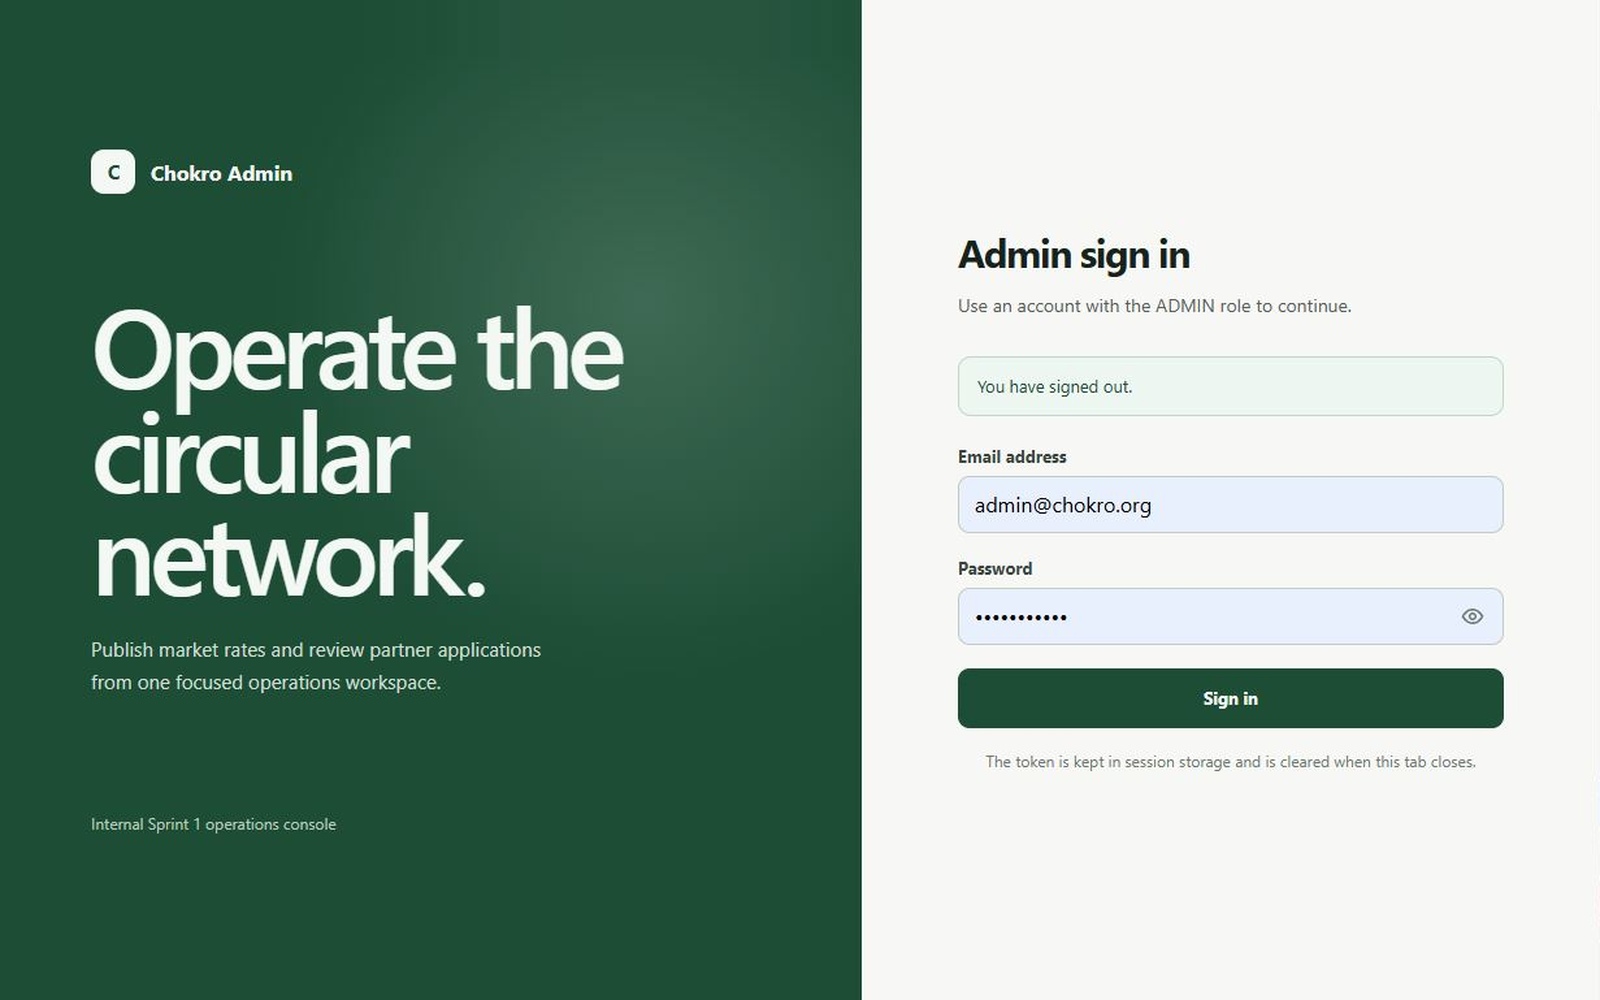 C
Chokro Admin
Operate the
circular
network.
Publish market rates and review partner applications
from one focused operations workspace.
Internal Sprint 1 operations console
Admin sign in
Use an account with the ADMIN role to continue.
You have signed out.
Email address
admin@chokro.org
Password
•••••••••••
Sign in
The token is kept in session storage and is cleared when this tab closes.